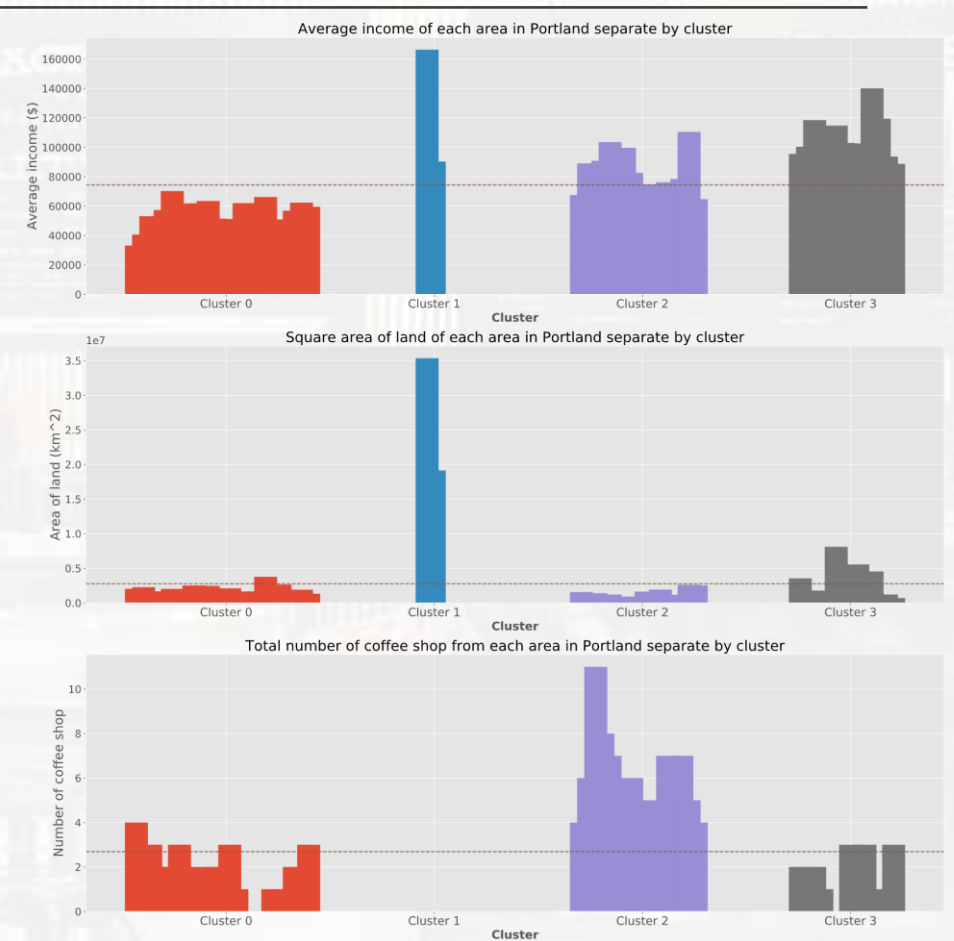 Average income of each area in Portland separate by cluster
160000
140000
120000
100000
80000
60000
40000
20000
0
Average income ($)
Cluster 0 Cluster 1 Cluster 2 Cluster 3
Cluster
Square area of land of each area in Portland separate by cluster
1e7
3.5
3.0
2.5
2.0
1.5
1.0
0.5
0.0
Area of land (km^2)
Cluster 0 Cluster 1 Cluster 2 Cluster 3
Cluster
Total number of coffee shop from each area in Portland separate by cluster
10
8
6
4
2
0
Number of coffee shop
Cluster 0 Cluster 1 Cluster 2 Cluster 3
Cluster